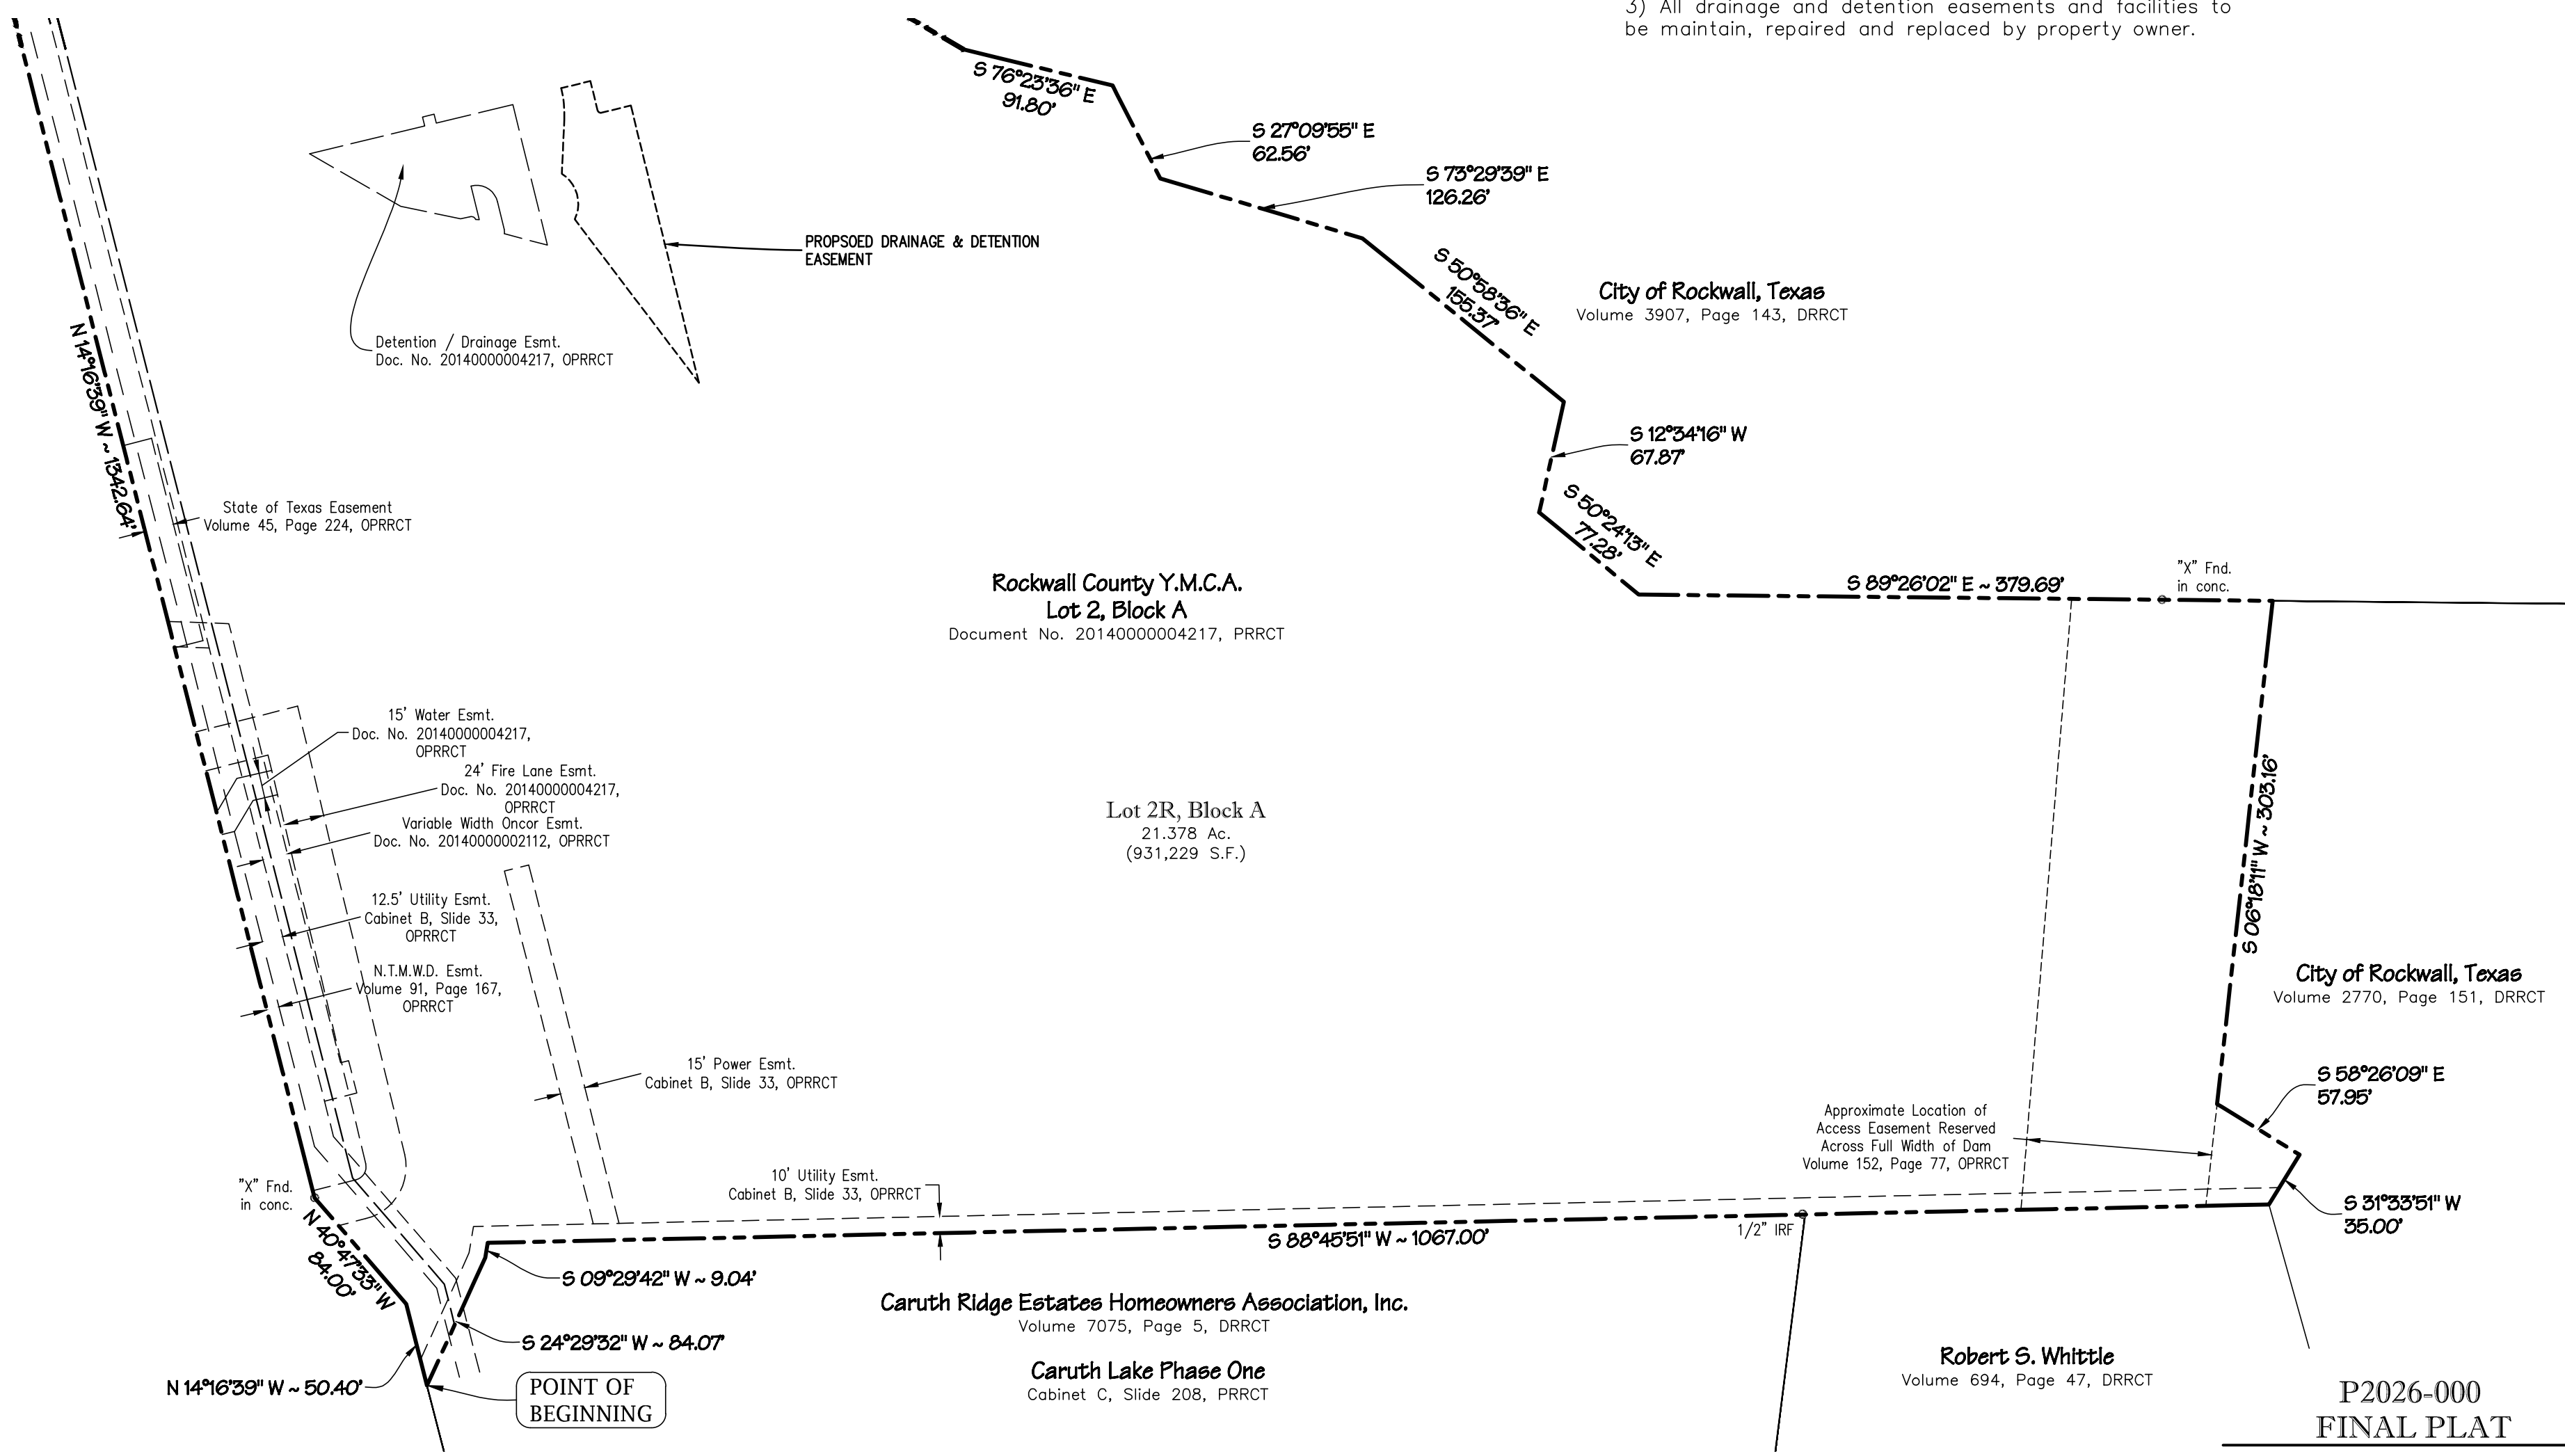 3) All drainage and detention easements and facilities to
be maintain, repaired and replaced by property owner.
S 76°23'36" E
91.80'
S 27°09'55" E
62.56'
S 73°29'39" E
126.26'
PROPSOED DRAINAGE & DETENTION
EASEMENT
S 50°58'36" E
155.37'
City of Rockwall, Texas
Volume 3907, Page 143, DRRCT
Detention / Drainage Esmt.
Doc. No. 20140000004217, OPRRCT
N 14°16'39" W ~ 1342.64'
S 12°34'16" W
67.87'
State of Texas Easement
Volume 45, Page 224, OPRRCT
S 50°24'13" E
77.28'
Rockwall County Y.M.C.A.
Lot 2, Block A
Document No. 20140000004217, PRRCT
S 89°26'02" E ~ 379.69'
"X" Fnd.
in conc.
15' Water Esmt.
Doc. No. 20140000004217,
OPRRCT
24' Fire Lane Esmt.
Doc. No. 20140000004217,
OPRRCT
Variable Width Oncor Esmt.
Doc. No. 20140000002112, OPRRCT
Lot 2R, Block A
21.378 Ac.
(931,229 S.F.)
S 06°18'11" W ~ 303.16'
12.5' Utility Esmt.
Cabinet B, Slide 33,
OPRRCT
N.T.M.W.D. Esmt.
Volume 91, Page 167,
OPRRCT
City of Rockwall, Texas
Volume 2770, Page 151, DRRCT
15' Power Esmt.
Cabinet B, Slide 33, OPRRCT
S 58°26'09" E
57.95'
Approximate Location of
Access Easement Reserved
Across Full Width of Dam
Volume 152, Page 77, OPRRCT
10' Utility Esmt.
Cabinet B, Slide 33, OPRRCT
"X" Fnd.
in conc.
S 31°33'51" W
35.00'
N 40°47'33" W
84.00'
1/2" IRF
S 88°45'51" W ~ 1067.00'
S 09°29'42" W ~ 9.04'
Caruth Ridge Estates Homeowners Association, Inc.
Volume 7075, Page 5, DRRCT
S 24°29'32" W ~ 84.07'
Caruth Lake Phase One
Cabinet C, Slide 208, PRRCT
Robert S. Whittle
Volume 694, Page 47, DRRCT
N 14°16'39" W ~ 50.40'
POINT OF
BEGINNING
P2026-000
FINAL PLAT